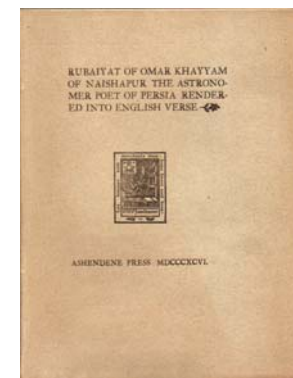 RUBAIYAT OF OMAR KHAYYAM
OF NAISHAPUR THE ASTRONO-
MER POET OF PERSIA RENDER-
ED INTO ENGLISH VERSE
ASHENDENE PRESS MDCCCXCVI.